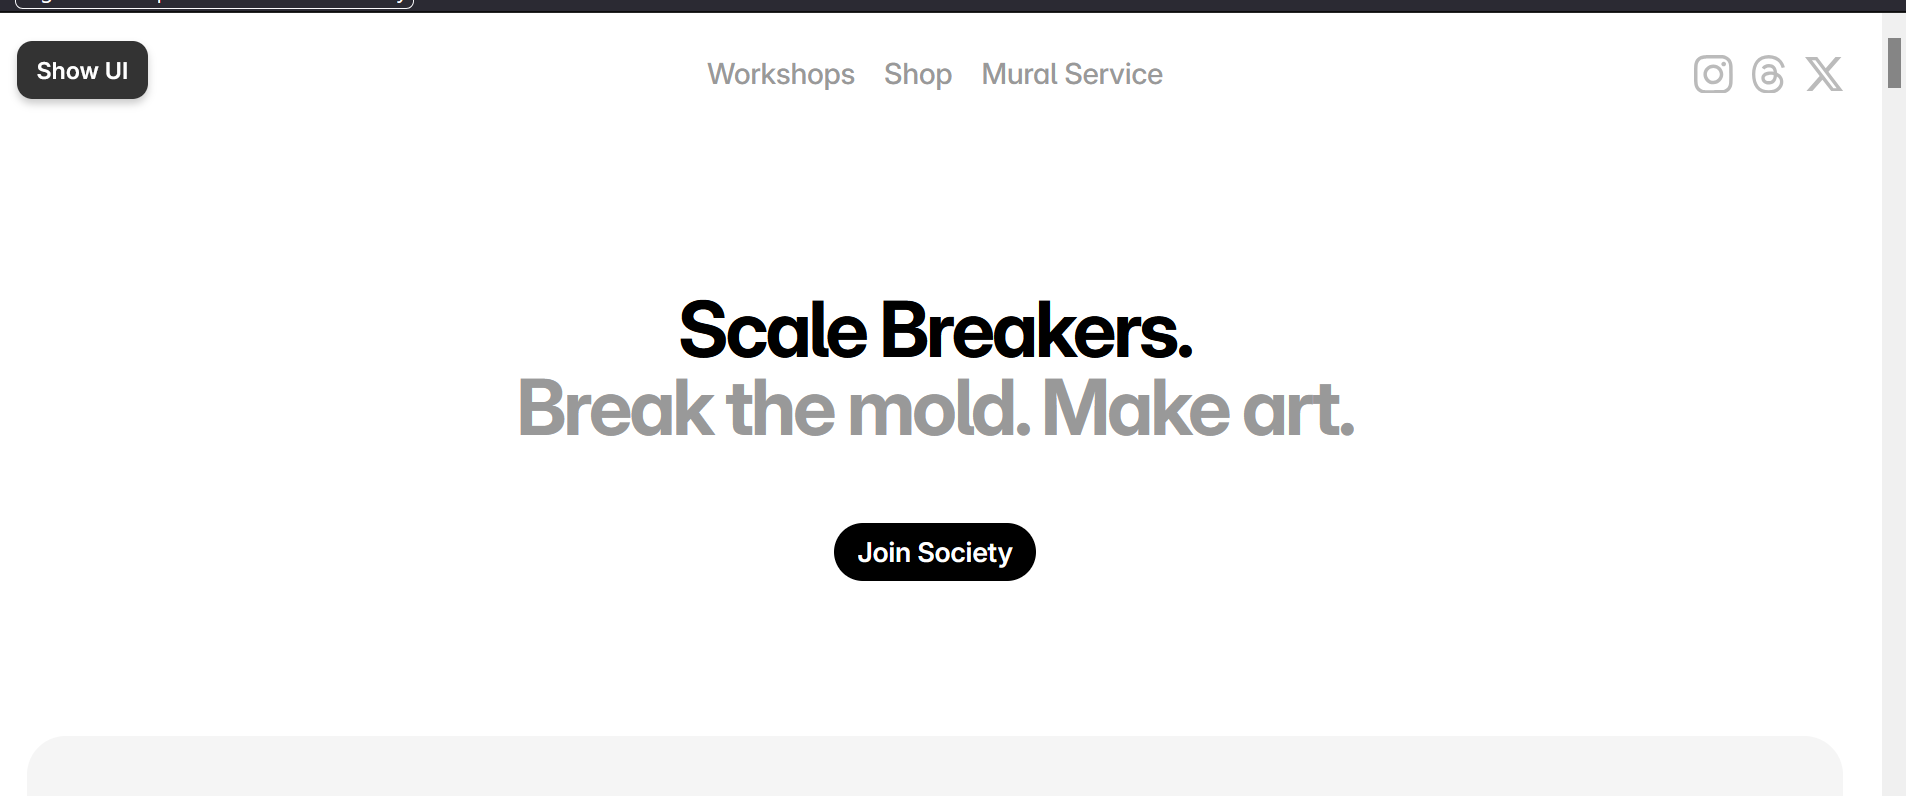 Show UI
Workshops Shop Mural Service
Scale Breakers.
Break the mold. Make art.
Join Society